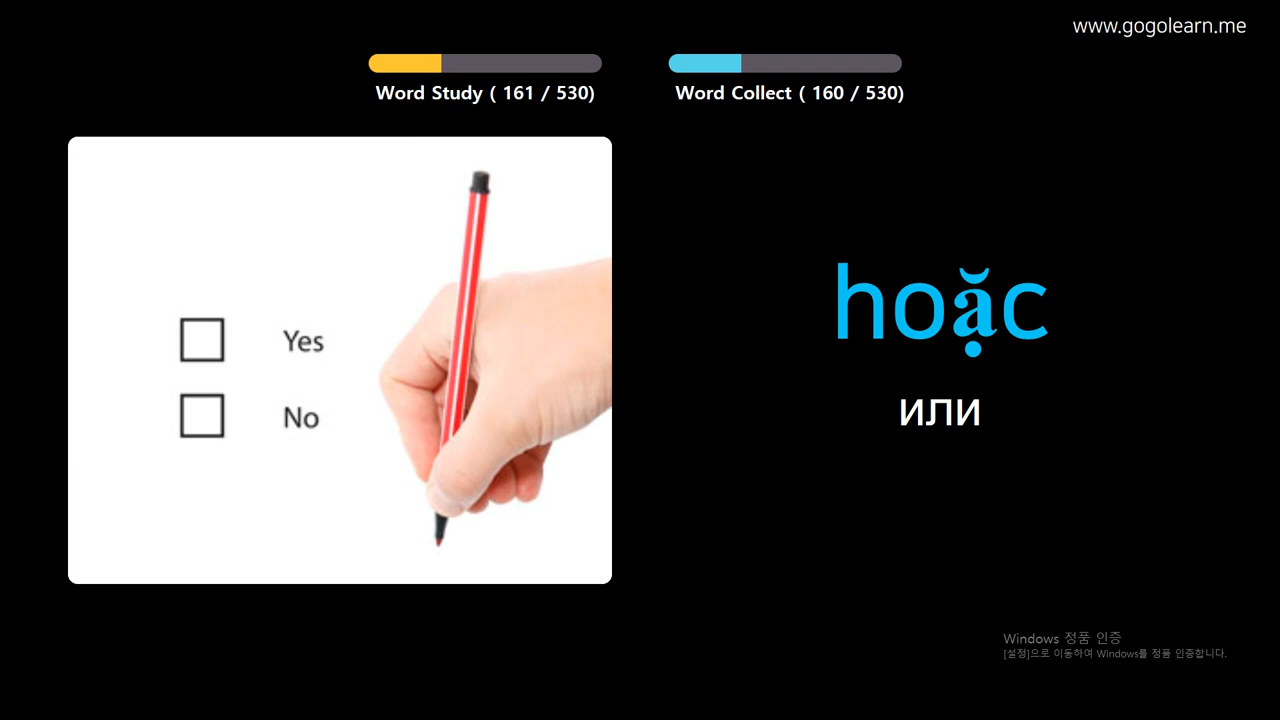 www.gogolearn.me
Word Study ( 161 / 530)
Word Collect ( 160 / 530)
Yes
No
hoặc
или
Windows 정품 인증
[설정]으로 이동하여 Windows를 정품 인증합니다.